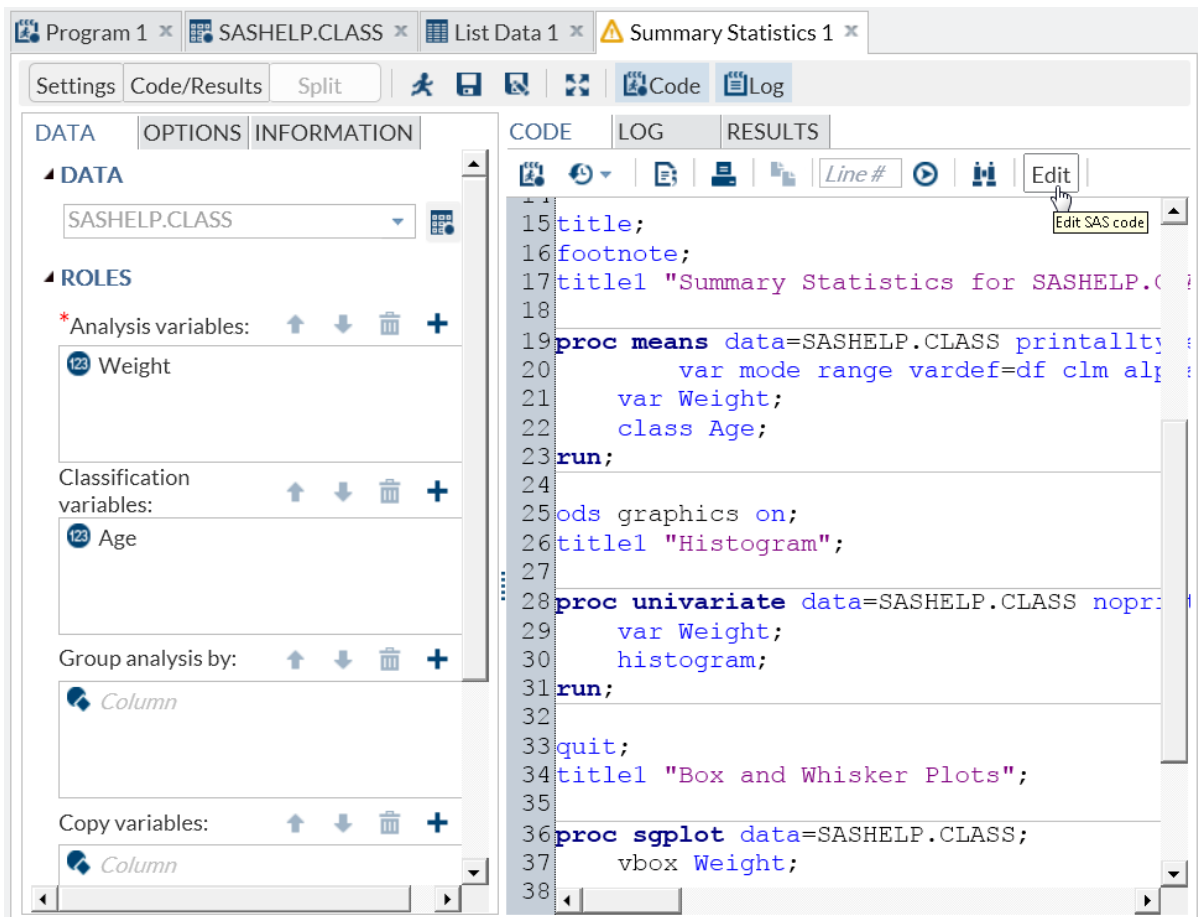 Program 1 × SASHELP.CLASS × List Data 1 × Summary Statistics 1 ×
Settings Code/Results Split Code Log
DATA OPTIONS INFORMATION
DATA
SASHELP.CLASS
ROLES
*Analysis variables:
123 Weight
Classification
variables:
123 Age
Group analysis by:
Column
Copy variables:
Column
CODE LOG RESULTS
Line # Edit
Edit SAS code
15 title;
16 footnote;
17 title1 "Summary Statistics for SASHELP.
18
19 proc means data=SASHELP.CLASS
20 var mode range vardef=df clm
21 var Weight;
22 class Age;
23 run;
24
25 ods graphics on;
26 title1 "Histogram";
27
28 proc univariate data=SASHELP.CLASS
29 var Weight;
30 histogram;
31 run;
32
33 quit;
34 title1 "Box and Whisker Plots";
35
36 proc sgplot data=SASHELP.CLASS;
37 vbox Weight;
38